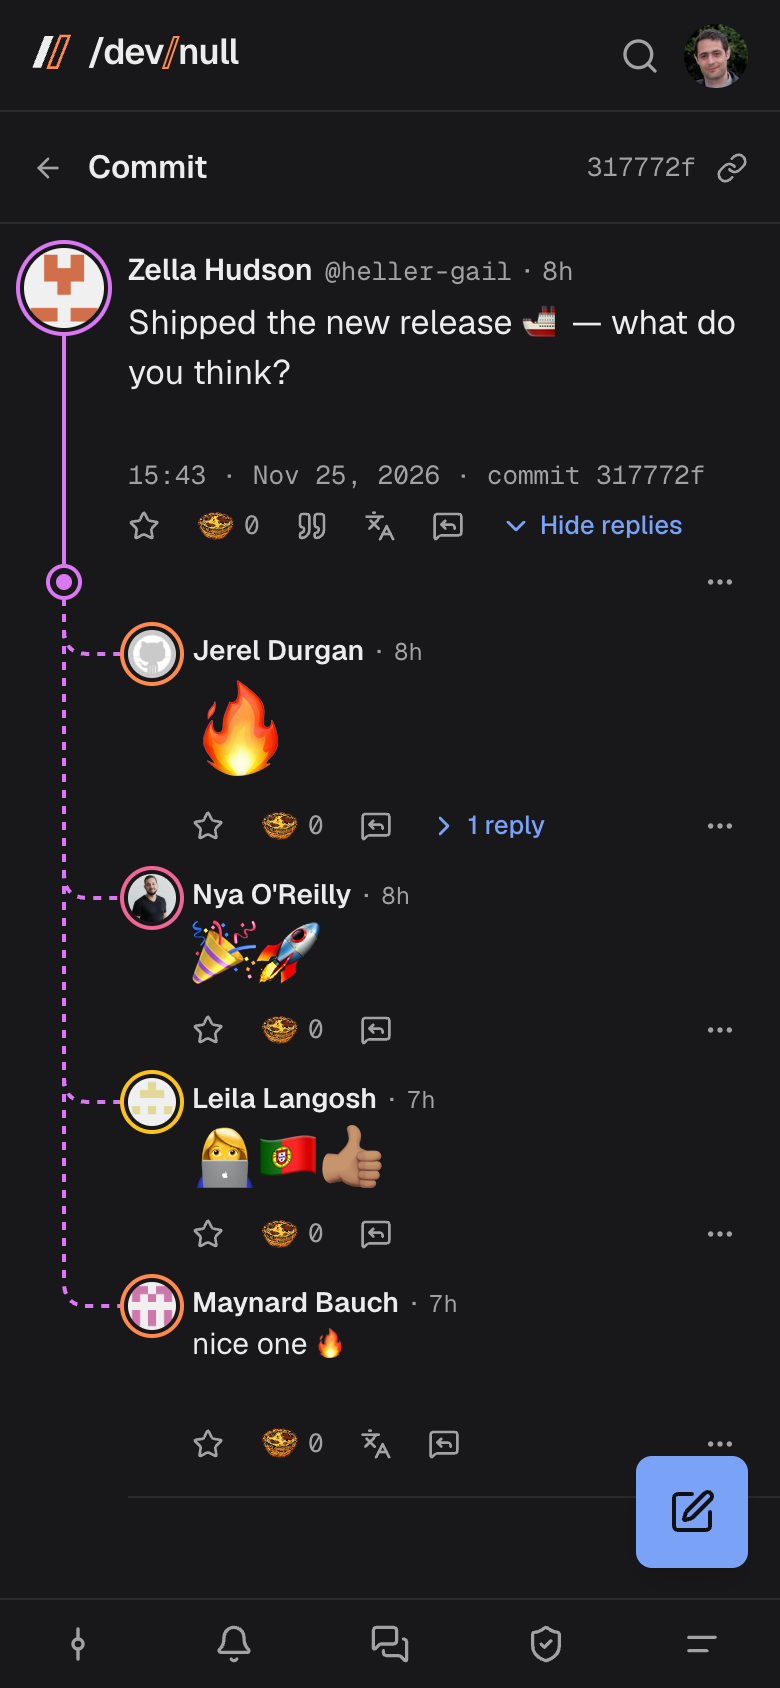 /dev/null
Commit
317772f
Zella Hudson @heller-gail · 8h
Shipped the new release 🚢 — what do
you think?
15:43 · Nov 25, 2026 · commit 317772f
0
Hide replies
Jerel Durgan · 8h
🔥
0
1 reply
Nya O'Reilly · 8h
🎉🚀
0
Leila Langosh · 7h
👩‍💻🇵🇹👍🏽
0
Maynard Bauch · 7h
nice one 🔥
0